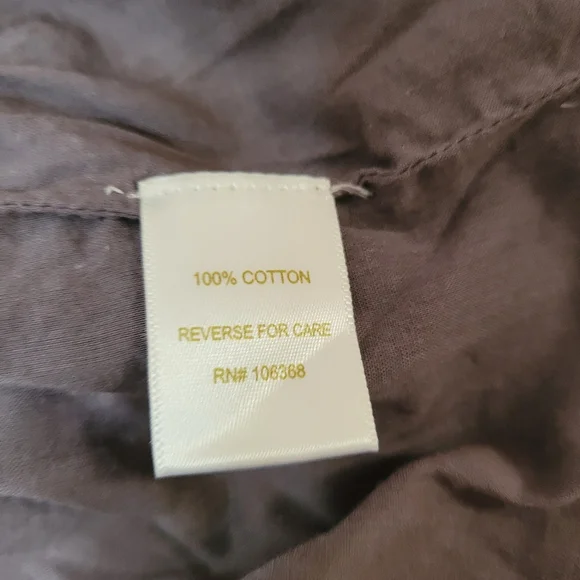 100% COTTON
REVERSE FOR CARE
RN# 106368